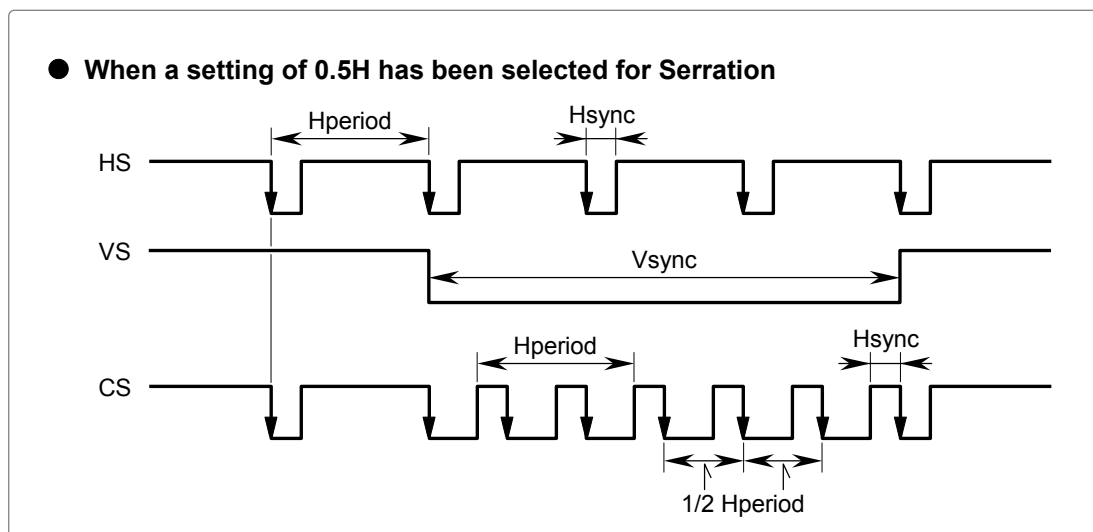 ● When a setting of 0.5H has been selected for Serration
Hperiod
Hsync
HS
VS
Vsync
Hperiod
Hsync
CS
1/2 Hperiod